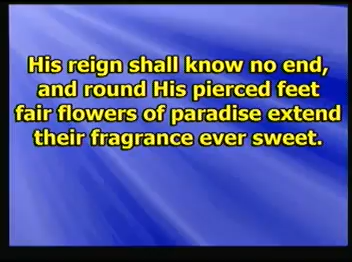 His reign shall know no end,
and round His pierced feet
fair flowers of paradise extend
their fragrance ever sweet.